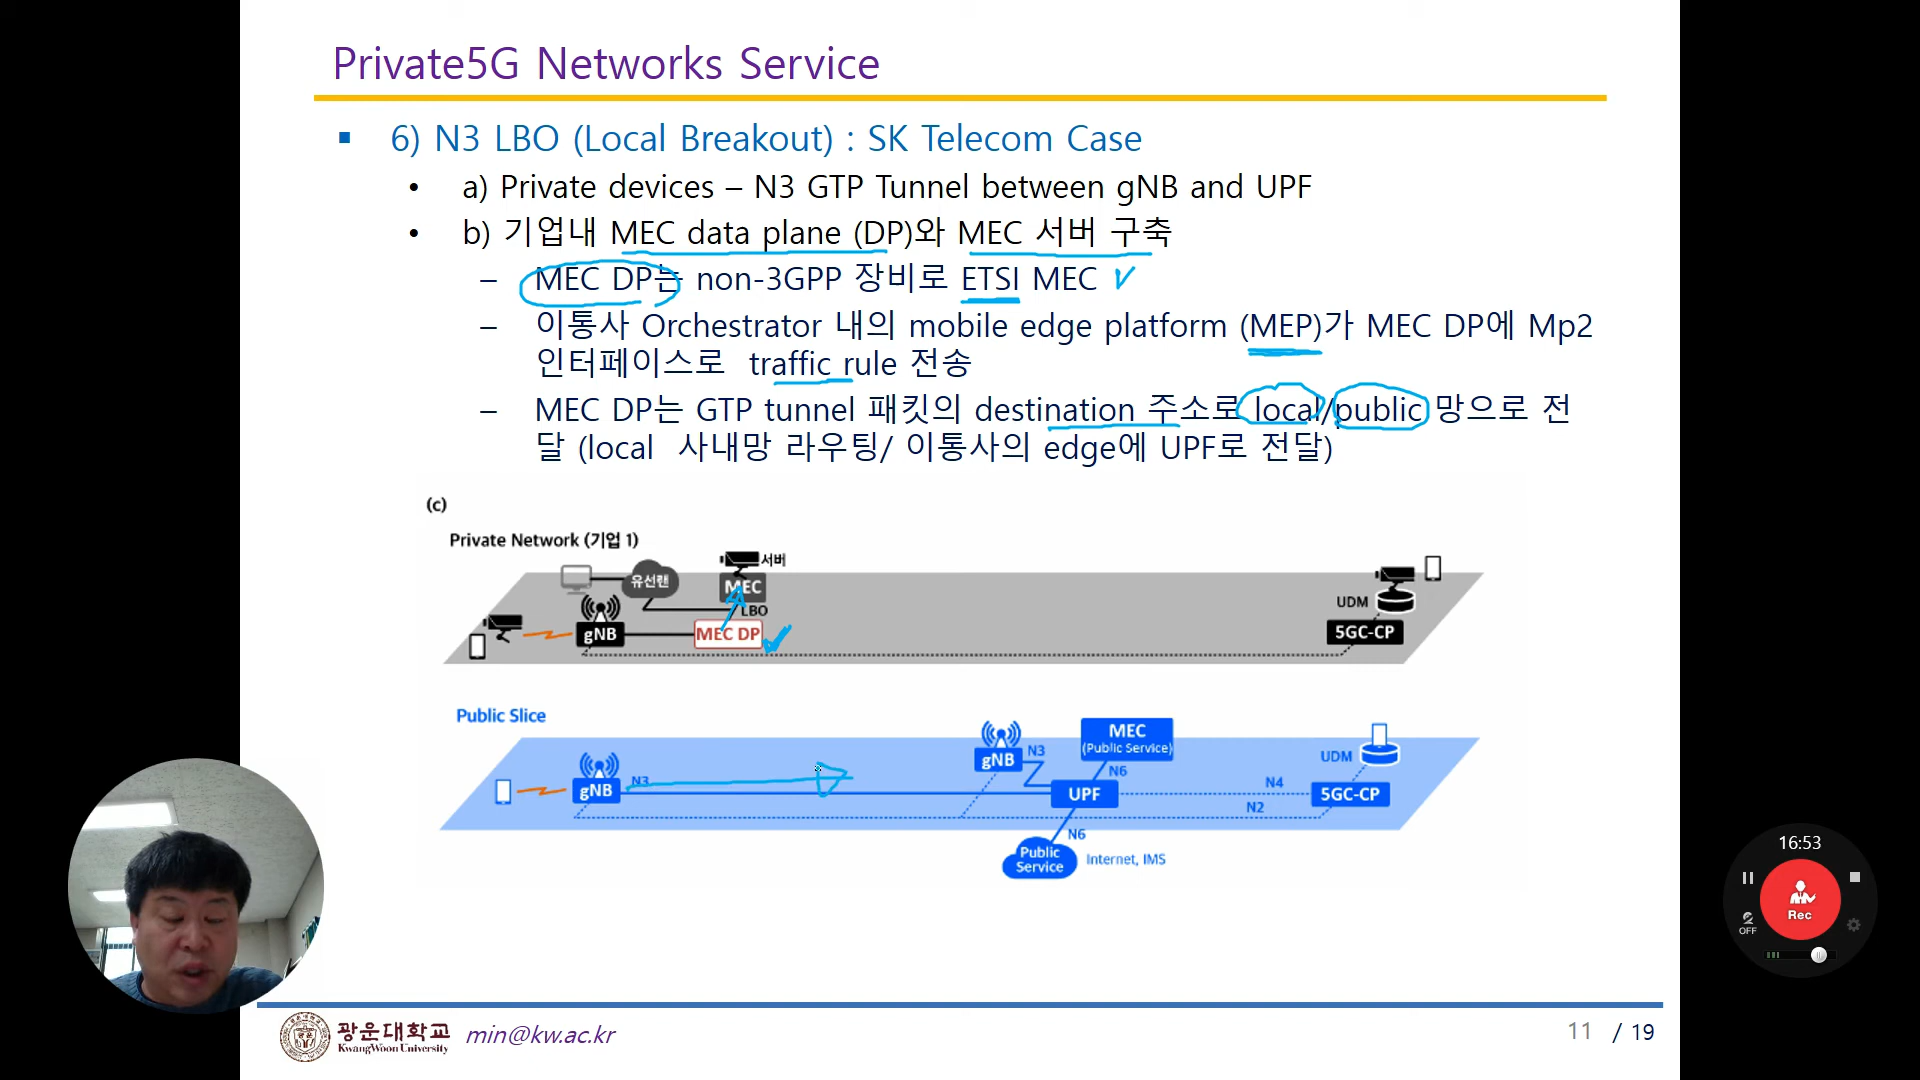 Private5G Networks Service
▪ 6) N3 LBO (Local Breakout) : SK Telecom Case
• a) Private devices – N3 GTP Tunnel between gNB and UPF
• b) 기업내 MEC data plane (DP)와 MEC 서버 구축
– MEC DP는 non-3GPP 장비로 ETSI MEC
– 이통사 Orchestrator 내의 mobile edge platform (MEP)가 MEC DP에 Mp2
인터페이스로 traffic rule 전송
– MEC DP는 GTP tunnel 패킷의 destination 주소로 local/public 망으로 전
달 (local 사내망 라우팅/ 이통사의 edge에 UPF로 전달)
(c)
Private Network (기업 1)
유선랜
서버
MEC
LBO
gNB
MEC DP
UDM
5GC-CP
Public Slice
gNB
N3
gNB
N3
MEC
(Public Service)
N6
UPF
N4
N2
UDM
5GC-CP
N6
Public
Service
Internet, IMS
16:53
Rec
OFF
광운대학교
KwangWoon University
min@kw.ac.kr
11 / 19